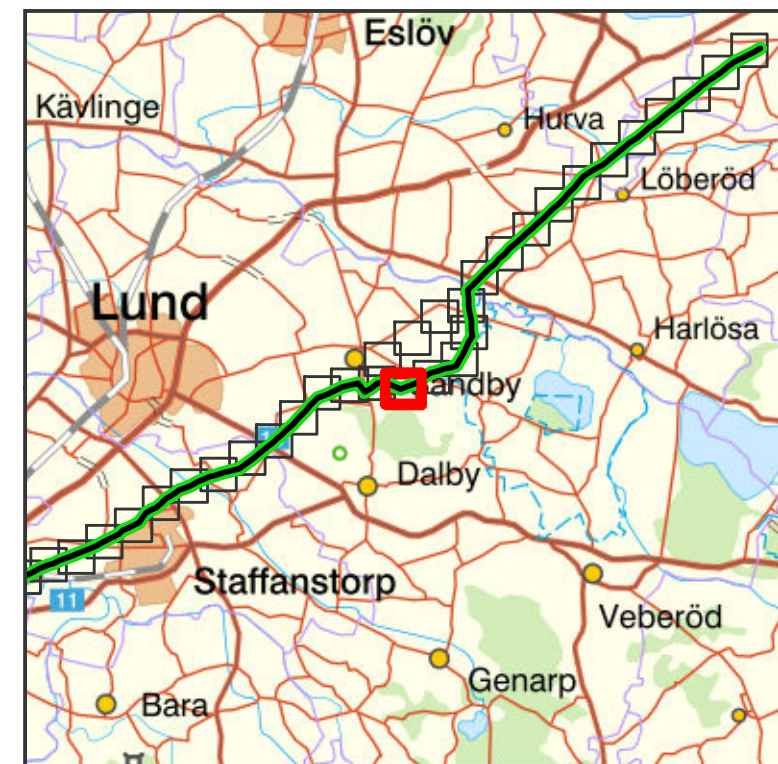 Eslöv
Kävlinge
Hurva
Löberöd
Lund
Harlösa
andby
Dalby
Staffanstorp
11
Veberöd
Genarp
Bara